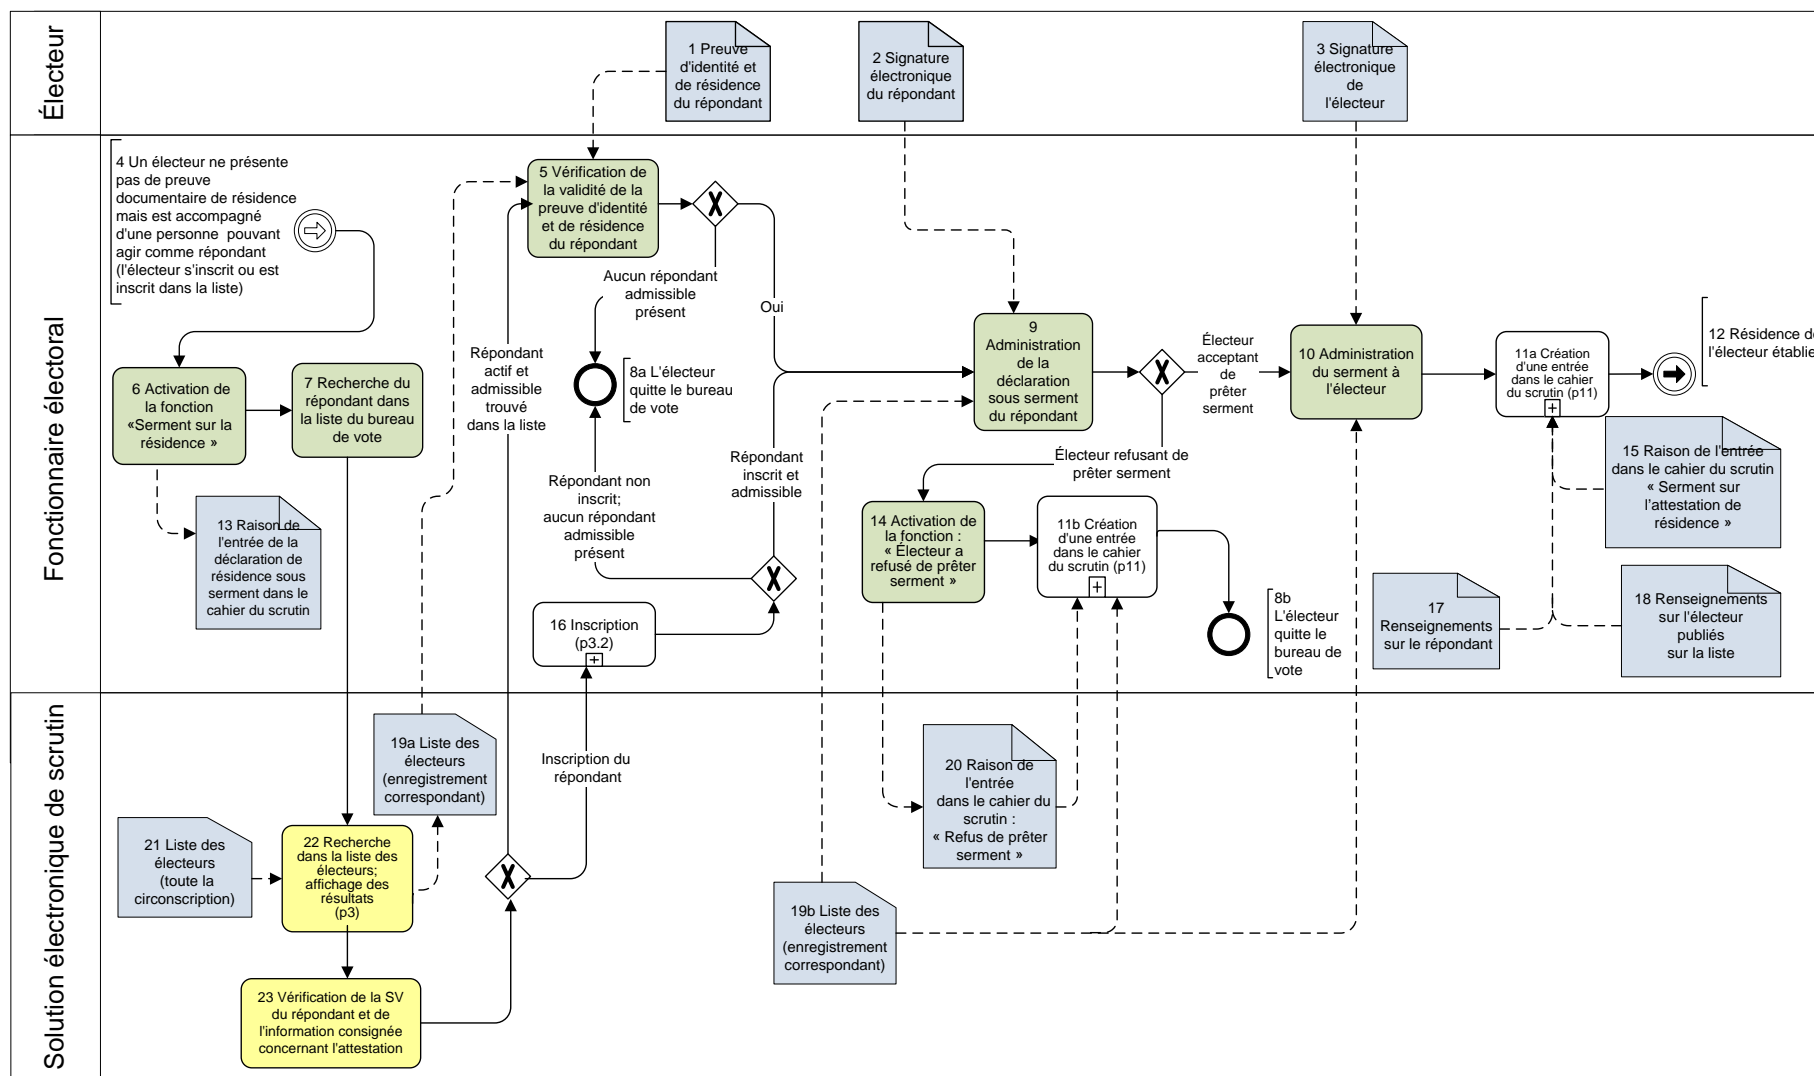 Électeur
1 Preuve
d'identité et
de résidence
du répondant
2 Signature
électronique
du répondant
3 Signature
électronique
de
l'électeur
Fonctionnaire électoral
4 Un électeur ne présente
pas de preuve
documentaire de résidence
mais est accompagné
d'une personne pouvant
agir comme répondant
(l'électeur s'inscrit ou est
inscrit dans la liste)
5 Vérification de
la validité de la
preuve d'identité
et de résidence
du répondant
Aucun répondant
admissible
présent
Oui
6 Activation de
la fonction
«Serment sur la
résidence »
7 Recherche du
répondant dans
la liste du bureau
de vote
Répondant
actif et
admissible
trouvé
dans la liste
8a L'électeur
quitte le bureau
de vote
9
Administration
de la
déclaration
sous serment
du répondant
Électeur
acceptant
de
prêter
serment
10 Administration
du serment à
l'électeur
11a Création
d'une entrée
dans le cahier
du scrutin (p11)
12 Résidence de
l'électeur établie
Électeur refusant de
prêter serment
Répondant
inscrit et
admissible
Répondant non
inscrit;
aucun répondant
admissible
présent
13 Raison de
l'entrée de la
déclaration de
résidence sous
serment dans le
cahier du scrutin
14 Activation de
la fonction :
« Électeur a
refusé de prêter
serment »
11b Création
d'une entrée
dans le cahier
du scrutin (p11)
8b
L'électeur
quitte le
bureau de
vote
15 Raison de l'entrée
dans le cahier du scrutin
« Serment sur
l'attestation de
résidence »
16 Inscription
(p3.2)
17
Renseignements
sur le répondant
18 Renseignements
sur l'électeur
publiés
sur la liste
Solution électronique de scrutin
19a Liste des
électeurs
(enregistrement
correspondant)
Inscription du
répondant
20 Raison de
l'entrée
dans le cahier du
scrutin :
« Refus de prêter
serment »
21 Liste des
électeurs
(toute la
circonscription)
22 Recherche
dans la liste des
électeurs;
affichage des
résultats
(p3)
19b Liste des
électeurs
(enregistrement
correspondant)
23 Vérification de la SV
du répondant et de
l'information consignée
concernant l'attestation